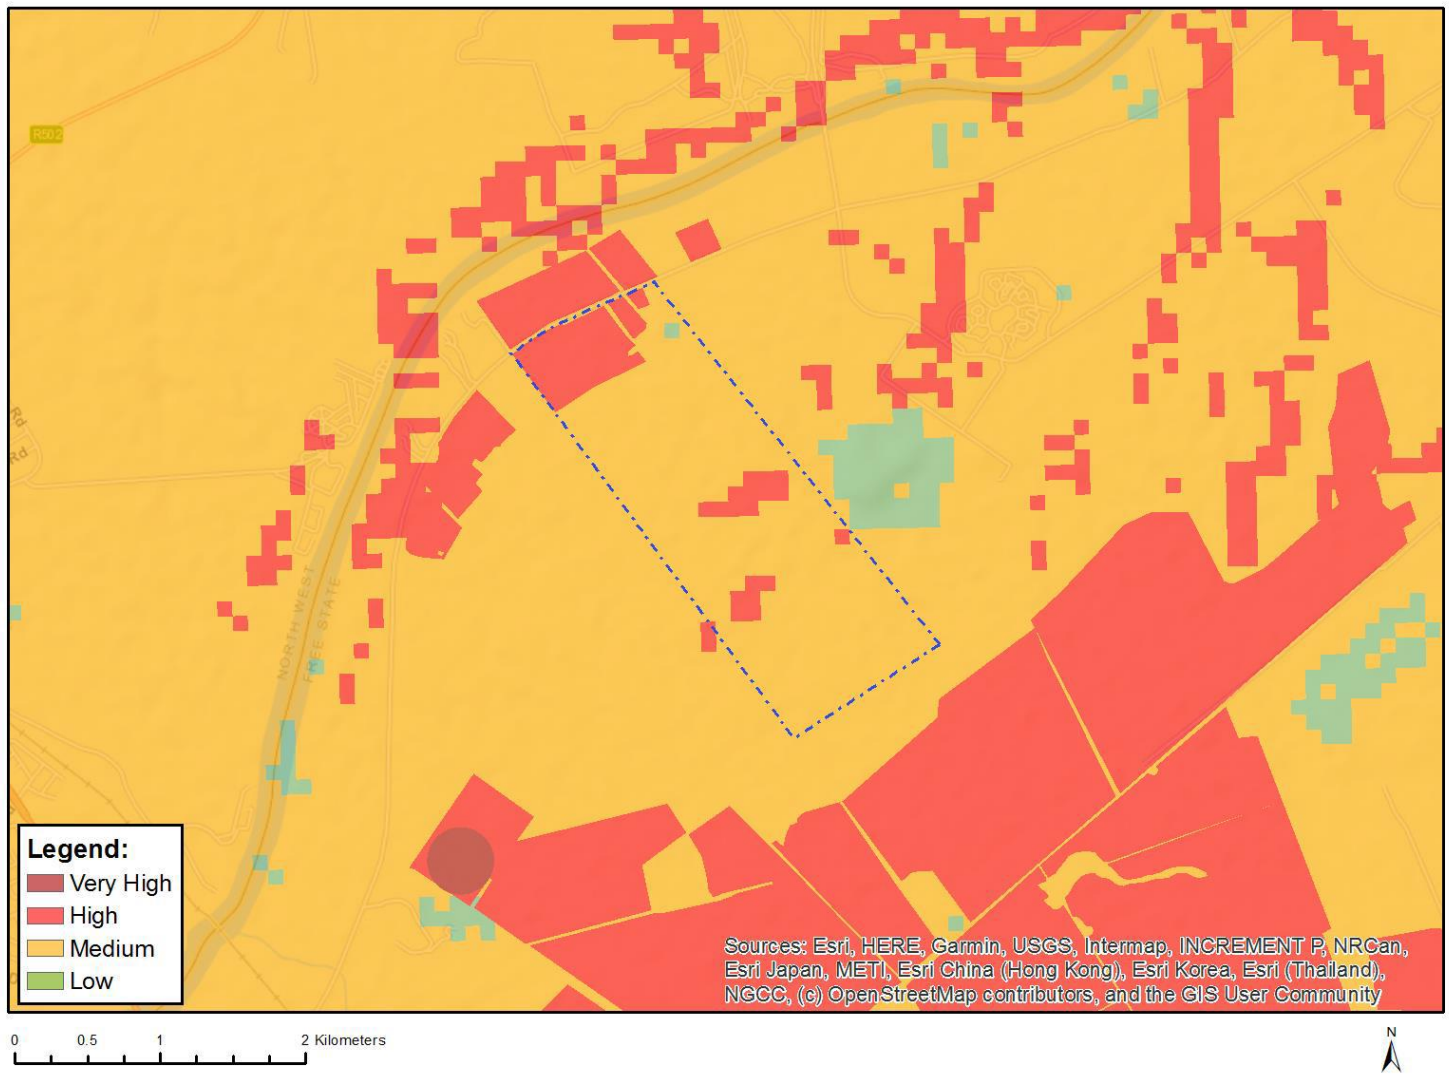 R502
Rd
Rd
NORTH WEST
FREE STATE
Legend:
Very High
High
Medium
Low
Sources: Esri, HERE, Garmin, USGS, Intermap, INCREMENT P, NRCan,
Esri Japan, METI, Esri China (Hong Kong), Esri Korea, Esri (Thailand),
NGCC, (c) OpenStreetMap contributors, and the GIS User Community
0 0.5 1 2 Kilometers
N